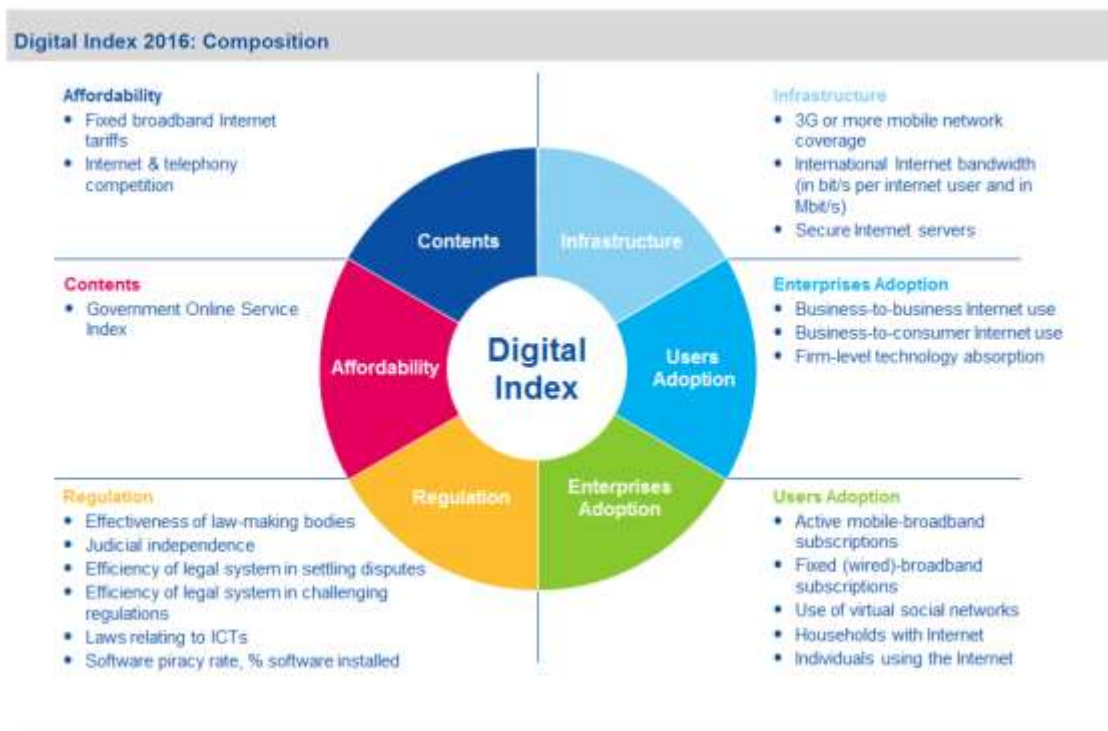 Digital Index 2016: Composition
Affordability
• Fixed broadband Internet
tariffs
• Internet & telephony
competition
Contents
• Government Online Service
Index
Regulation
• Effectiveness of law-making bodies
• Judicial independence
• Efficiency of legal system in settling disputes
• Efficiency of legal system in challenging
regulations
• Laws relating to ICTs
• Software piracy rate, % software installed
Contents
Infrastructure
Affordability
Digital
Index
Users
Adoption
Regulation
Enterprises
Adoption
Infrastructure
• 3G or more mobile network
coverage
• International Internet bandwidth
(in bit/s per internet user and in
Mbit/s)
• Secure Internet servers
Enterprises Adoption
• Business-to-business Internet use
• Business-to-consumer Internet use
• Firm-level technology absorption
Users Adoption
• Active mobile-broadband
subscriptions
• Fixed (wired)-broadband
subscriptions
• Use of virtual social networks
• Households with Internet
• Individuals using the Internet